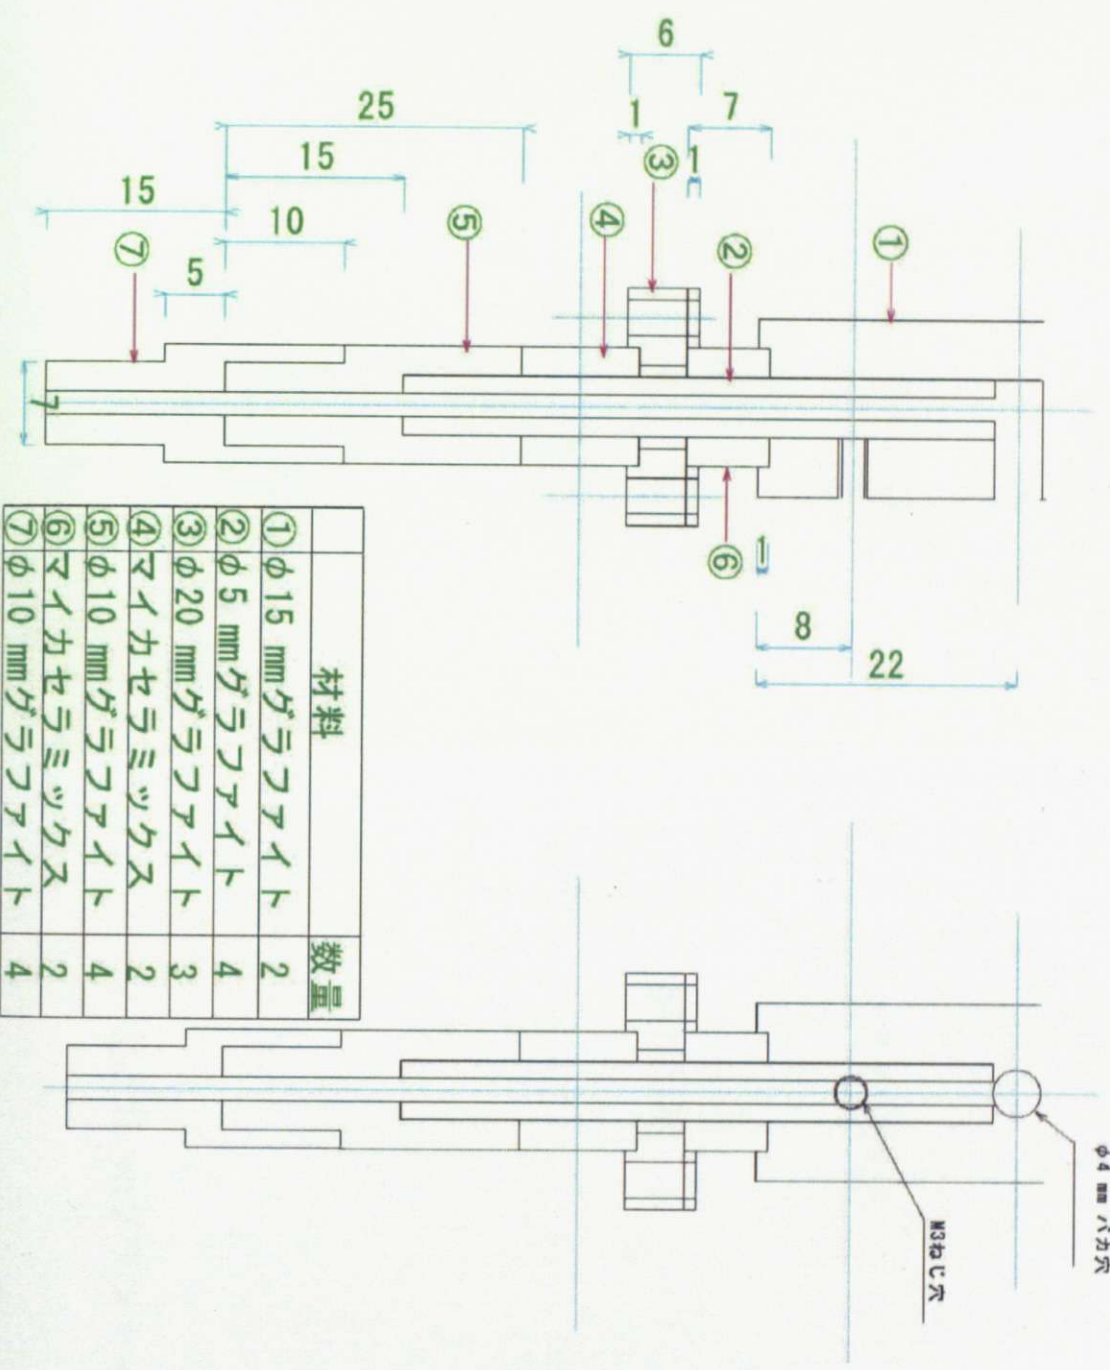 6
25
1
7
③
1
15
15
10
⑦
⑤
④
②
①
5
7
⑥
1
8
22
材料 数量
①φ15 mmグラファイト 2
②φ5 mmグラファイト 4
③φ20 mmグラファイト 3
④マイカセラミックス 2
⑤φ10 mmグラファイト 4
⑥マイカセラミックス 2
⑦φ10 mmグラファイト 4
φ4 mm バカ穴
M3ねじ穴